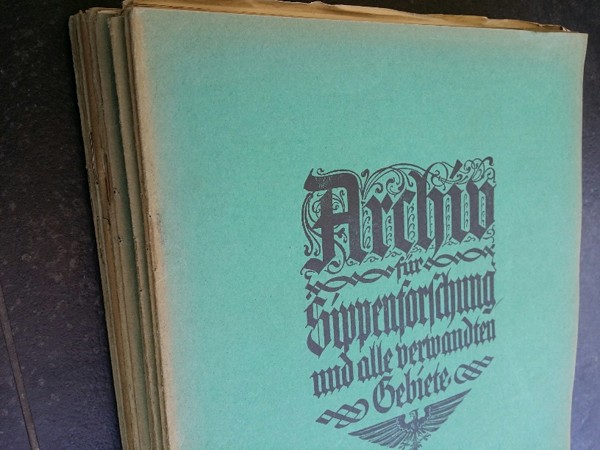 Archiv
für
Sippenforschung
und alle verwandten
Gebiete.